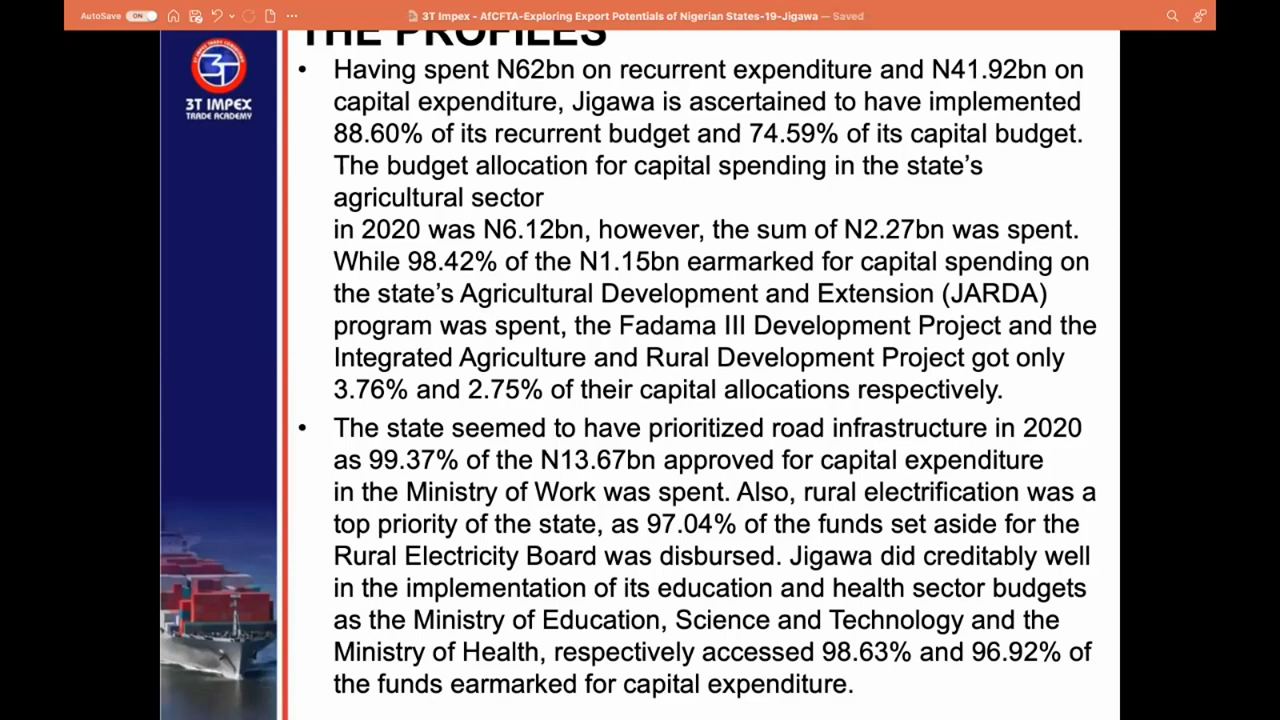 AutoSave ON 3T Impex - AfCFTA-Exploring Export Potentials of Nigerian States-19-Jigawa — Saved
THE PROFILES
3T
3T IMPEX
TRADE ACADEMY
• Having spent N62bn on recurrent expenditure and N41.92bn on
capital expenditure, Jigawa is ascertained to have implemented
88.60% of its recurrent budget and 74.59% of its capital budget.
The budget allocation for capital spending in the state's
agricultural sector
in 2020 was N6.12bn, however, the sum of N2.27bn was spent.
While 98.42% of the N1.15bn earmarked for capital spending on
the state's Agricultural Development and Extension (JARDA)
program was spent, the Fadama III Development Project and the
Integrated Agriculture and Rural Development Project got only
3.76% and 2.75% of their capital allocations respectively.
• The state seemed to have prioritized road infrastructure in 2020
as 99.37% of the N13.67bn approved for capital expenditure
in the Ministry of Work was spent. Also, rural electrification was a
top priority of the state, as 97.04% of the funds set aside for the
Rural Electricity Board was disbursed. Jigawa did creditably well
in the implementation of its education and health sector budgets
as the Ministry of Education, Science and Technology and the
Ministry of Health, respectively accessed 98.63% and 96.92% of
the funds earmarked for capital expenditure.